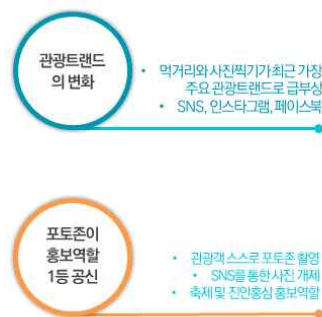 관광트랜드
의 변화
• 먹거리와 사진찍기가 최근 가장
주요 관광트랜드로 급부상
• SNS, 인스타그램, 페이스북
포토존이
홍보역할
1등 공신
• 관광객 스스로 포토존 촬영
• SNS를 통한 사진 개제
• 축제 및 진안홍삼 홍보역할